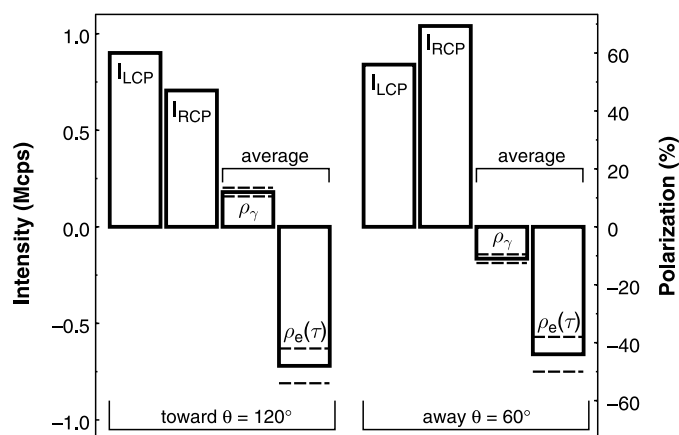 Intensity (Mcps)
1.0
0.5
0.0
−0.5
−1.0
I_LCP
I_RCP
average
ρ_γ
ρ_e(τ)
toward θ = 120°
I_LCP
I_RCP
average
ρ_γ
ρ_e(τ)
away θ = 60°
60
40
20
0
−20
−40
−60
Polarization (%)